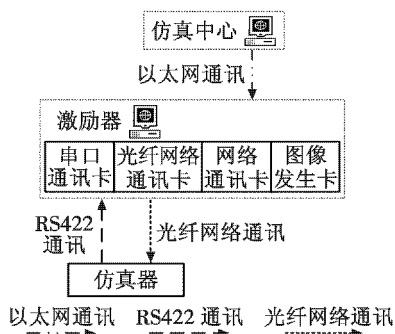 仿真中心
以太网通讯
激励器
串口 光纤网络 网络 图像
通讯卡 通讯卡 通讯卡 发生卡
RS422
通讯
光纤网络通讯
仿真器
以太网通讯 RS422 通讯 光纤网络通讯